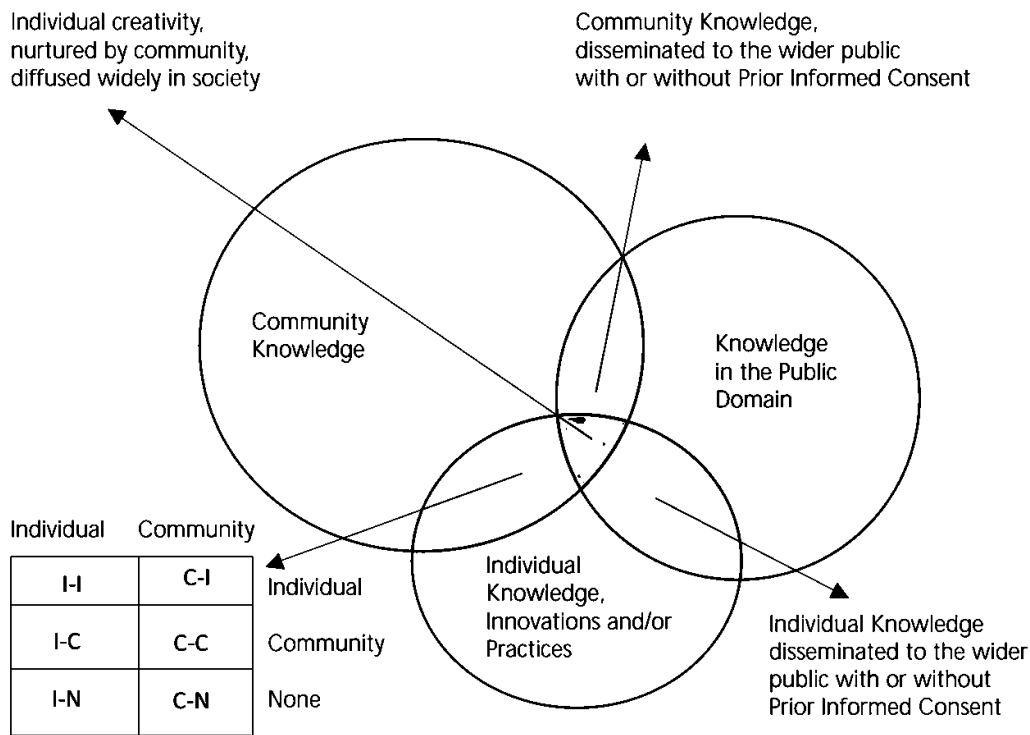 Individual creativity,
nurtured by community,
diffused widely in society
Community Knowledge,
disseminated to the wider public
with or without Prior Informed Consent
Community
Knowledge
Knowledge
in the Public
Domain
Individual
Knowledge,
Innovations and/or
Practices
Individual Community
I-I C-I Individual
I-C C-C Community
I-N C-N None
Individual Knowledge
disseminated to the wider
public with or without
Prior Informed Consent